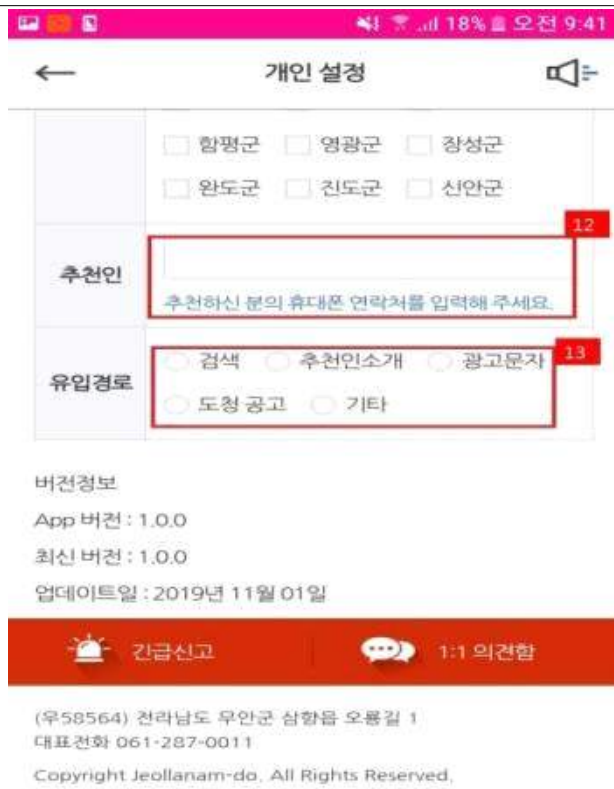 18% 오전 9:41
개인 설정
함평군 영광군 장성군
완도군 진도군 신안군
12
추천인
추천하신 분의 휴대폰 연락처를 입력해 주세요.
13
유입경로
검색 추천인소개 광고문자
도청 공고 기타
버전정보
App 버전 : 1.0.0
최신 버전 : 1.0.0
업데이트일 : 2019년 11월 01일
긴급신고 1:1 의견함
(우58564) 전라남도 무안군 삼향읍 오룡길 1
대표전화 061-287-0011
Copyright Jeollanam-do. All Rights Reserved.